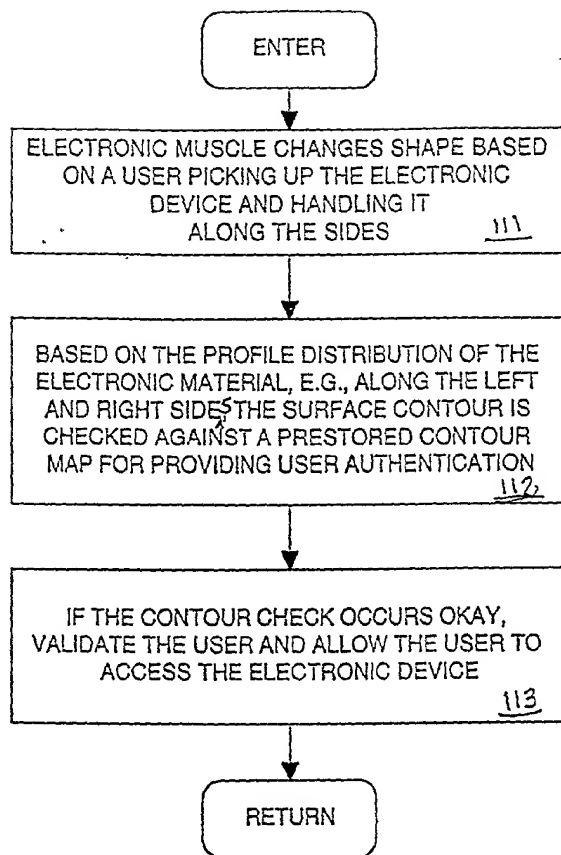 ENTER
ELECTRONIC MUSCLE CHANGES SHAPE BASED
ON A USER PICKING UP THE ELECTRONIC
DEVICE AND HANDLING IT
ALONG THE SIDES 111
BASED ON THE PROFILE DISTRIBUTION OF THE
ELECTRONIC MATERIAL, E.G., ALONG THE LEFT
AND RIGHT SIDES THE SURFACE CONTOUR IS
CHECKED AGAINST A PRESTORED CONTOUR
MAP FOR PROVIDING USER AUTHENTICATION
112
IF THE CONTOUR CHECK OCCURS OKAY,
VALIDATE THE USER AND ALLOW THE USER TO
ACCESS THE ELECTRONIC DEVICE
113
RETURN